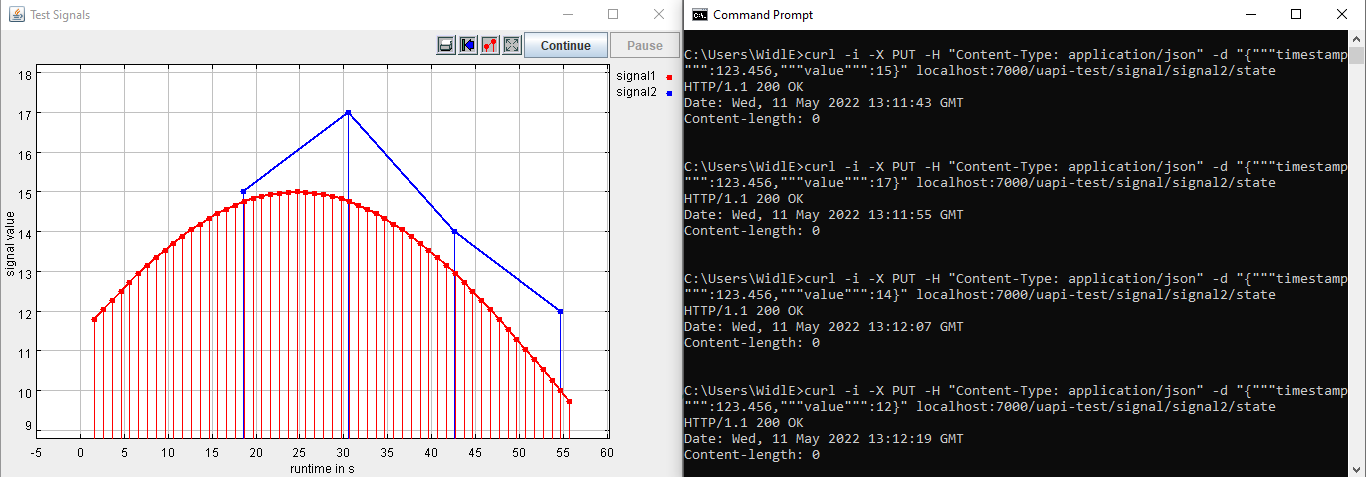 Test Signals
Continue
Pause
signal1
signal2
18
17
16
15
14
13
12
11
10
9
signal value
-5 0 5 10 15 20 25 30 35 40 45 50 55 60
runtime in s
Command Prompt
C:\Users\WidlE>curl -i -X PUT -H "Content-Type: application/json" -d "{"""timestamp
""":123.456,"""value""":15}" localhost:7000/uapi-test/signal/signal2/state
HTTP/1.1 200 OK
Date: Wed, 11 May 2022 13:11:43 GMT
Content-length: 0
C:\Users\WidlE>curl -i -X PUT -H "Content-Type: application/json" -d "{"""timestamp
""":123.456,"""value""":17}" localhost:7000/uapi-test/signal/signal2/state
HTTP/1.1 200 OK
Date: Wed, 11 May 2022 13:11:55 GMT
Content-length: 0
C:\Users\WidlE>curl -i -X PUT -H "Content-Type: application/json" -d "{"""timestamp
""":123.456,"""value""":14}" localhost:7000/uapi-test/signal/signal2/state
HTTP/1.1 200 OK
Date: Wed, 11 May 2022 13:12:07 GMT
Content-length: 0
C:\Users\WidlE>curl -i -X PUT -H "Content-Type: application/json" -d "{"""timestamp
""":123.456,"""value""":12}" localhost:7000/uapi-test/signal/signal2/state
HTTP/1.1 200 OK
Date: Wed, 11 May 2022 13:12:19 GMT
Content-length: 0